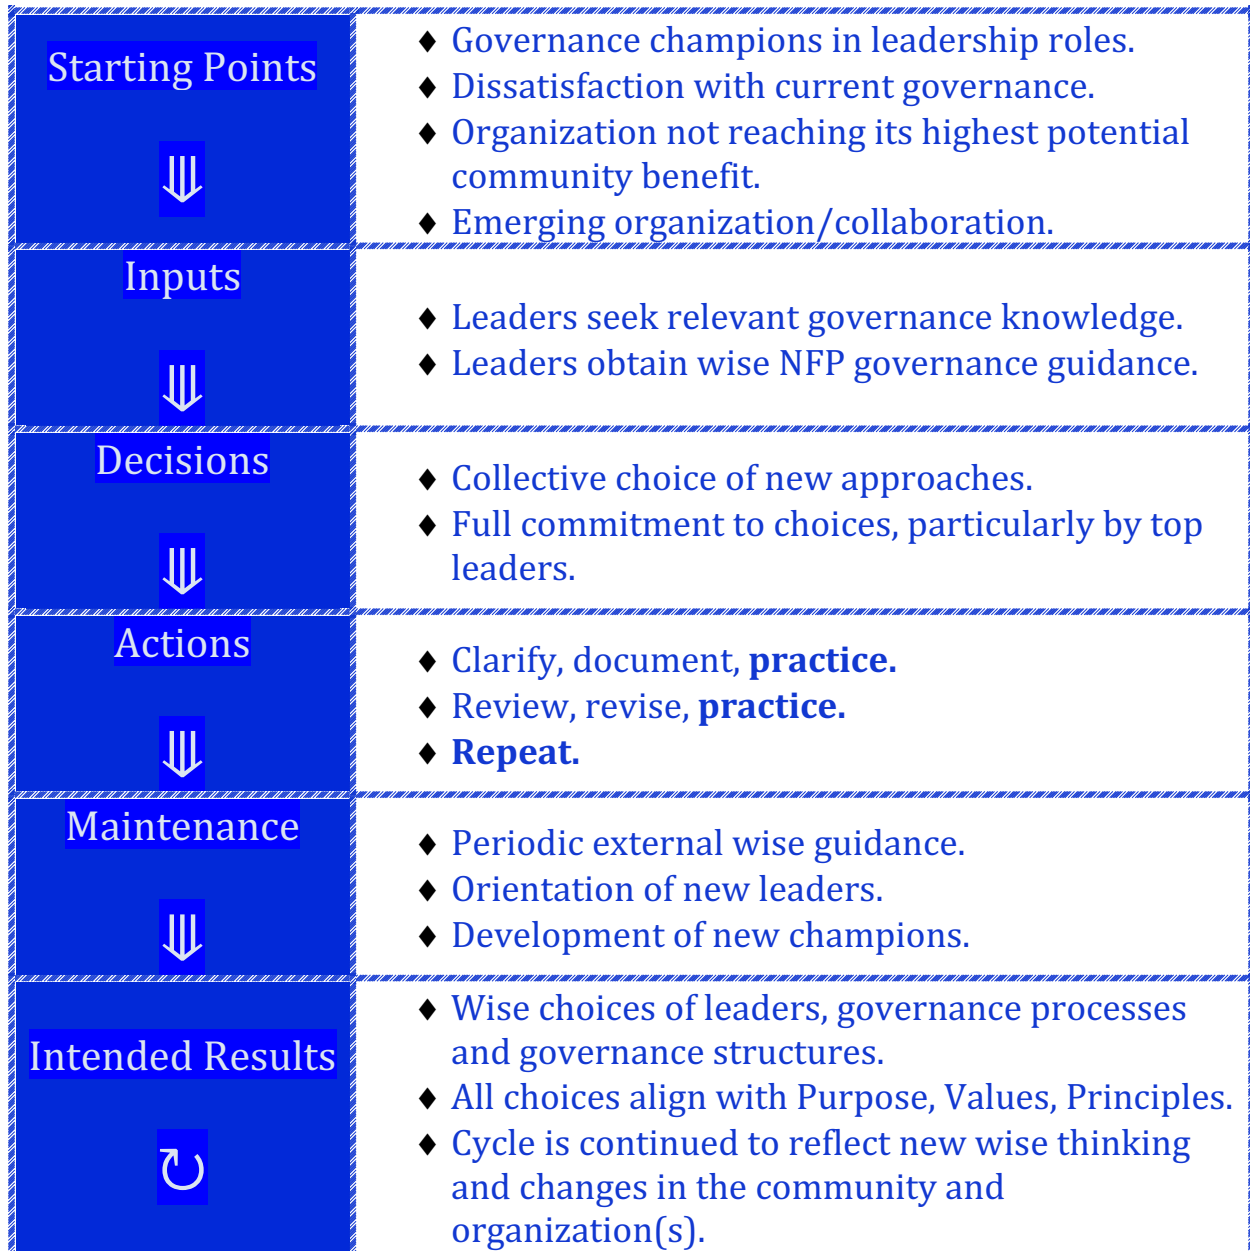 Starting Points
⤋
♦ Governance champions in leadership roles.
♦ Dissatisfaction with current governance.
♦ Organization not reaching its highest potential
community benefit.
♦ Emerging organization/collaboration.
Inputs
⤋
♦ Leaders seek relevant governance knowledge.
♦ Leaders obtain wise NFP governance guidance.
Decisions
⤋
♦ Collective choice of new approaches.
♦ Full commitment to choices, particularly by top
leaders.
Actions
⤋
♦ Clarify, document, practice.
♦ Review, revise, practice.
♦ Repeat.
Maintenance
⤋
♦ Periodic external wise guidance.
♦ Orientation of new leaders.
♦ Development of new champions.
Intended Results
↻
♦ Wise choices of leaders, governance processes
and governance structures.
♦ All choices align with Purpose, Values, Principles.
♦ Cycle is continued to reflect new wise thinking
and changes in the community and
organization(s).